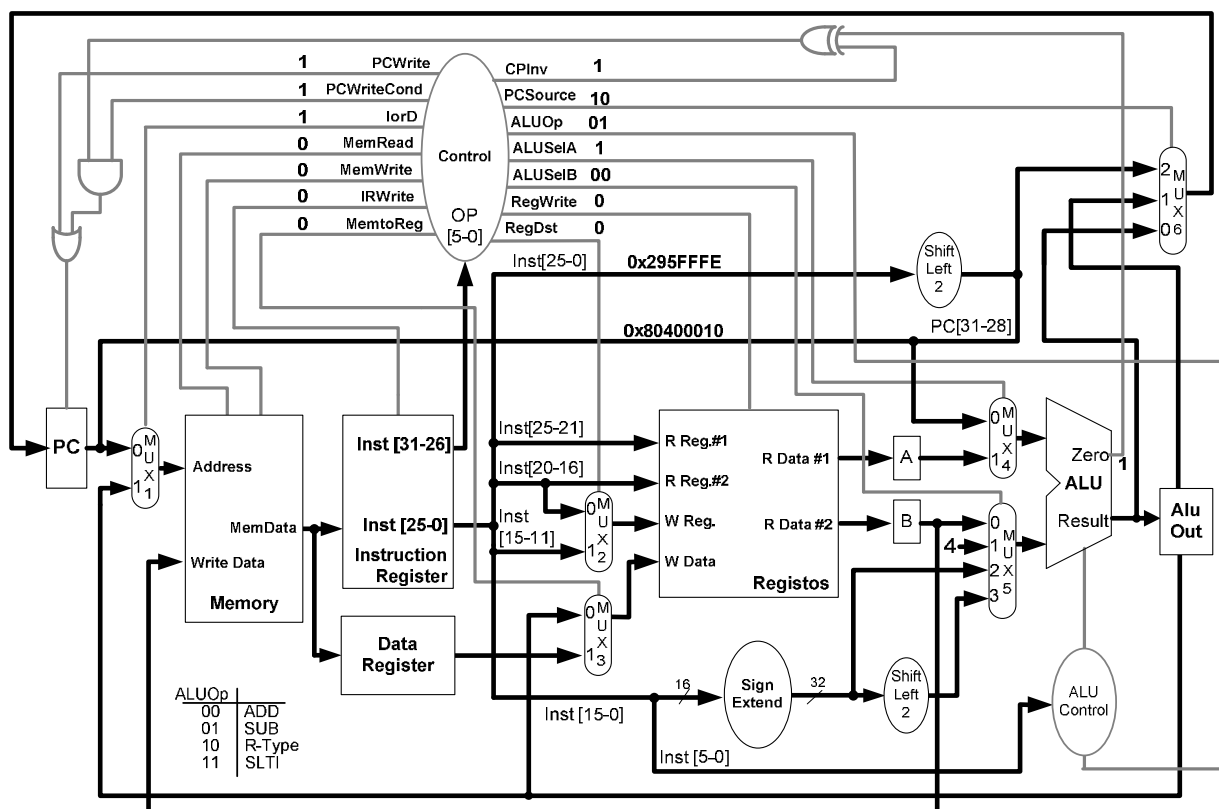 1 PCWrite
1 PCWriteCond
1 IorD
0 MemRead
0 MemWrite
0 IRWrite
0 MemtoReg
Control
OP
[5-0]
CPInv 1
PCSource 10
ALUOp 01
ALUSelA 1
ALUSelB 00
RegWrite 0
RegDst 0
2 1 0 MUX 6
Inst[25-0]
0x295FFFE
Shift
Left
2
PC[31-28]
0x80400010
PC
0 1 MUX 1
Address
MemData
Write Data
Memory
Inst [31-26]
Inst [25-0]
Instruction
Register
Data
Register
Inst[25-21]
Inst[20-16]
Inst
[15-11]
0 1 MUX 2
0 1 MUX 3
R Reg.#1
R Reg.#2
W Reg.
W Data
R Data #1
R Data #2
Registos
A
B
0 1 MUX 4
4
0 1 2 3 MUX 5
Zero
1
ALU
Result
Alu
Out
16
Sign
Extend
32
Shift
Left
2
ALU
Control
Inst [15-0]
Inst [5-0]
ALUOp
00 ADD
01 SUB
10 R-Type
11 SLTI